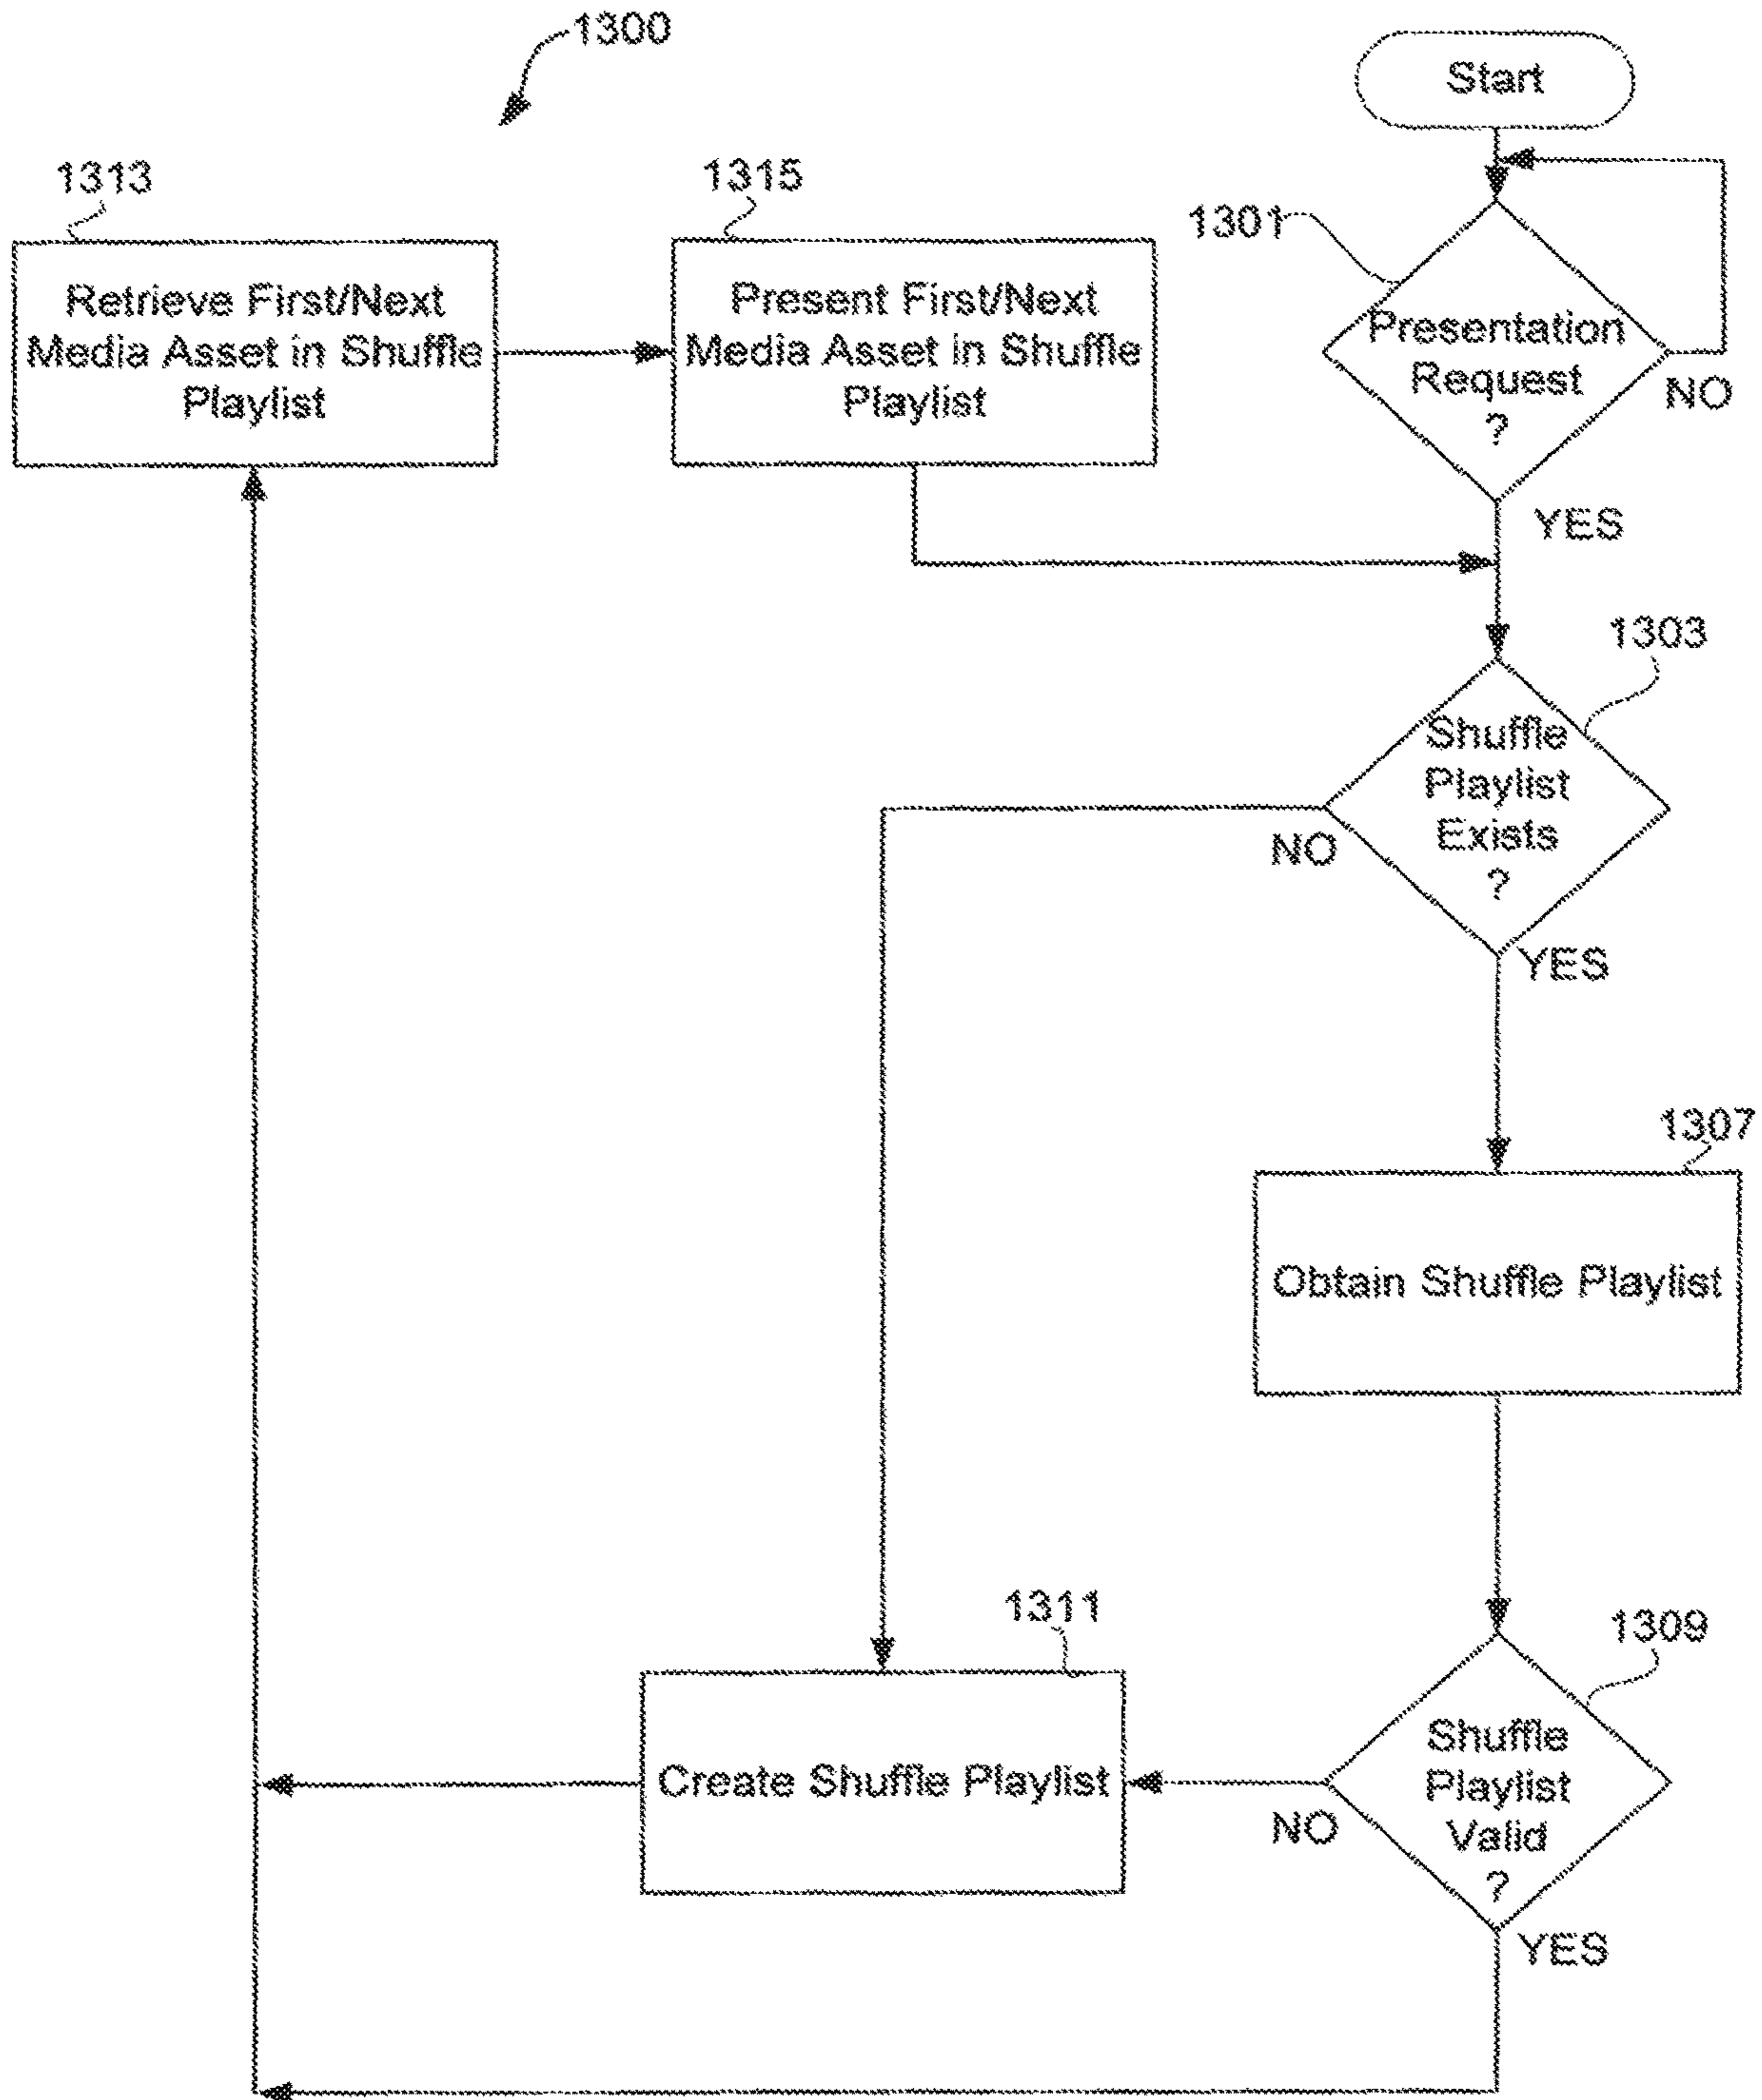 1300
Start
1313
Retrieve First/Next
Media Asset in Shuffle
Playlist
1315
Present First/Next
Media Asset in Shuffle
Playlist
1301
Presentation
Request
?
NO
YES
1303
Shuffle
Playlist
Exists
?
NO
YES
1307
Obtain Shuffle Playlist
1311
Create Shuffle Playlist
1309
Shuffle
Playlist
Valid
?
NO
YES